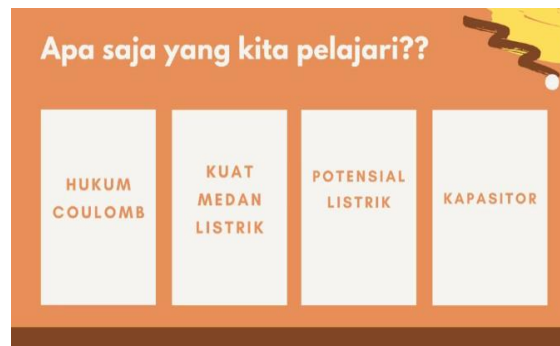 Apa saja yang kita pelajari??
HUKUM
COULOMB
KUAT
MEDAN
LISTRIK
POTENSIAL
LISTRIK
KAPASITOR